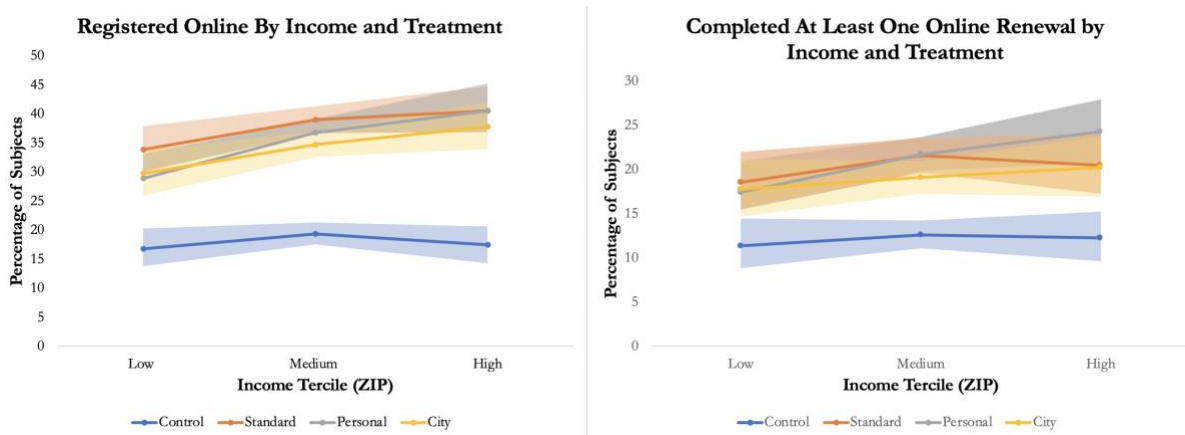 Registered Online By Income and Treatment
Percentage of Subjects
50
45
40
35
30
25
20
15
10
5
0
Low Medium High
Income Tercile (ZIP)
Control Standard Personal City
Completed At Least One Online Renewal by
Income and Treatment
Percentage of Subjects
30
25
20
15
10
5
0
Low Medium High
Income Tercile (ZIP)
Control Standard Personal City